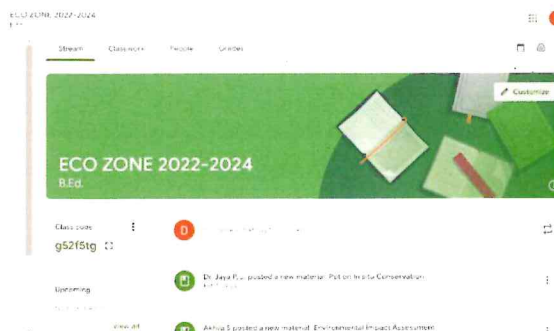 ECO ZONE 2022-2024
Stream Classwork People Grades
Customize
ECO ZONE 2022-2024
B.Ed.
Class code
g52f5tg
D
Dr. Jaya P.J. posted a new material: Ppt on In situ Conservation
Upcoming
View all
Akhila S posted a new material: Environmental Impact Assessment